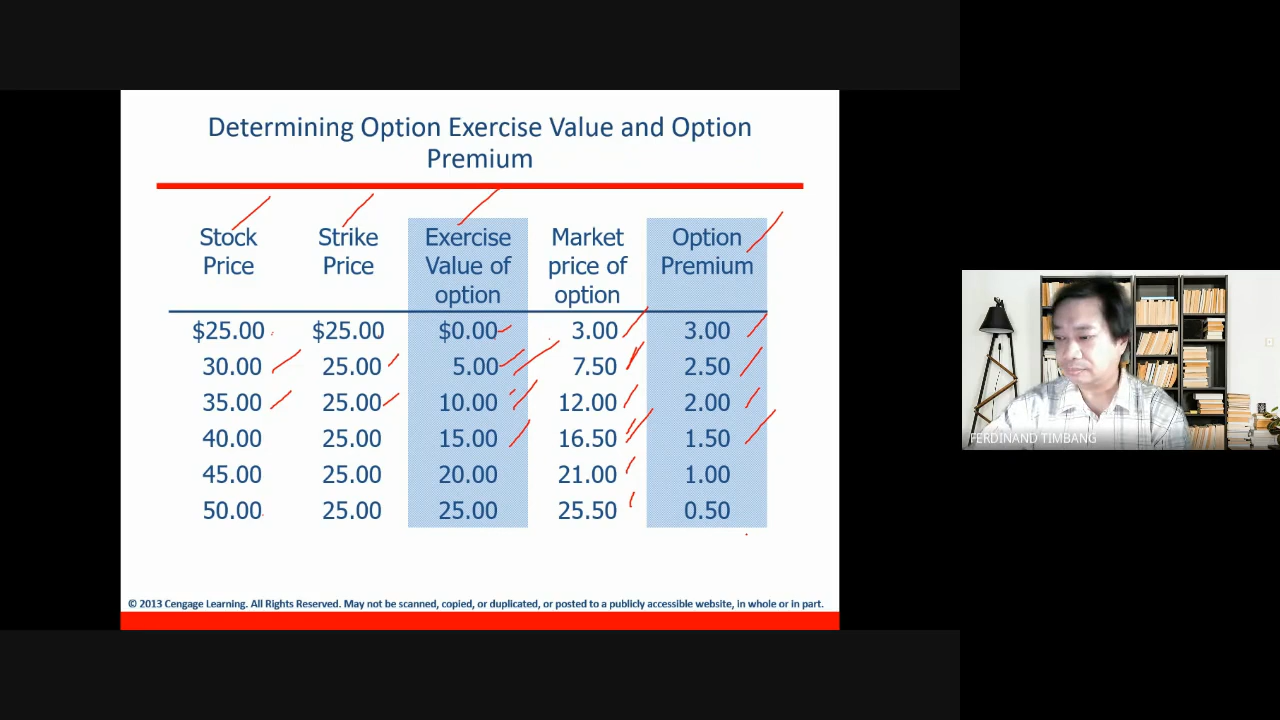 Determining Option Exercise Value and Option
Premium
Stock Price Strike Price Exercise Value of option Market price of option Option Premium
$25.00 $25.00 $0.00 3.00 3.00
30.00 25.00 5.00 7.50 2.50
35.00 25.00 10.00 12.00 2.00
40.00 25.00 15.00 16.50 1.50
45.00 25.00 20.00 21.00 1.00
50.00 25.00 25.00 25.50 0.50
© 2013 Cengage Learning. All Rights Reserved. May not be scanned, copied, or duplicated, or posted to a publicly accessible website, in whole or in part.
FERDINAND TIMBANG